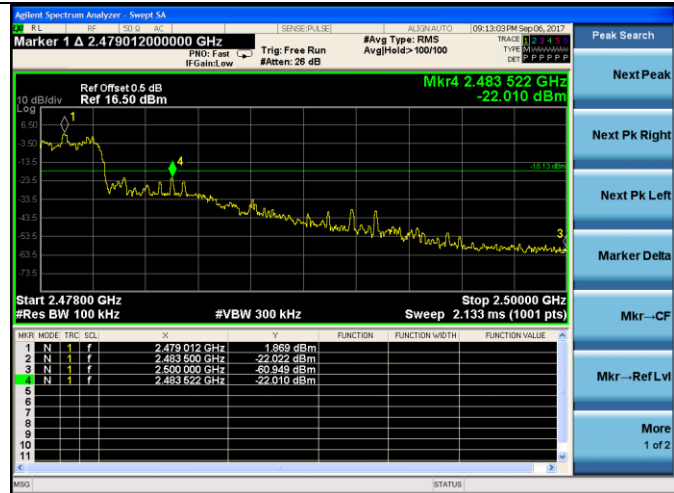 Agilent Spectrum Analyzer - Swept SA
RL RF 50 Ω AC SENSE:PULSE ALIGN AUTO 09:13:03 PM Sep 06, 2017
Marker 1 Δ 2.479012000000 GHz
PNO: Fast
IFGain:Low
Trig: Free Run
#Atten: 26 dB
#Avg Type: RMS
Avg|Hold:>100/100
TRACE 1 2 3 4 5 6
TYPE M
DET P P P P P P
Peak Search
Next Peak
Next Pk Right
Next Pk Left
Marker Delta
Mkr→CF
Mkr→Ref Lvl
More
1 of 2
Mkr4 2.483 522 GHz
-22.010 dBm
Ref Offset 0.5 dB
10 dB/div Ref 16.50 dBm
Log
6.50
-3.50
-13.5
-23.5
-33.5
-43.5
-53.5
-63.5
-73.5
1
4
3
-18.13 dBm
Start 2.47800 GHz Stop 2.50000 GHz
#Res BW 100 kHz #VBW 300 kHz Sweep 2.133 ms (1001 pts)
MKR MODE TRC SCL X Y FUNCTION FUNCTION WIDTH FUNCTION VALUE
1 N 1 f 2.479 012 GHz 1.869 dBm
2 N 1 f 2.483 500 GHz -22.022 dBm
3 N 1 f 2.500 000 GHz -60.949 dBm
4 N 1 f 2.483 522 GHz -22.010 dBm
5
6
7
8
9
10
11
MSG STATUS